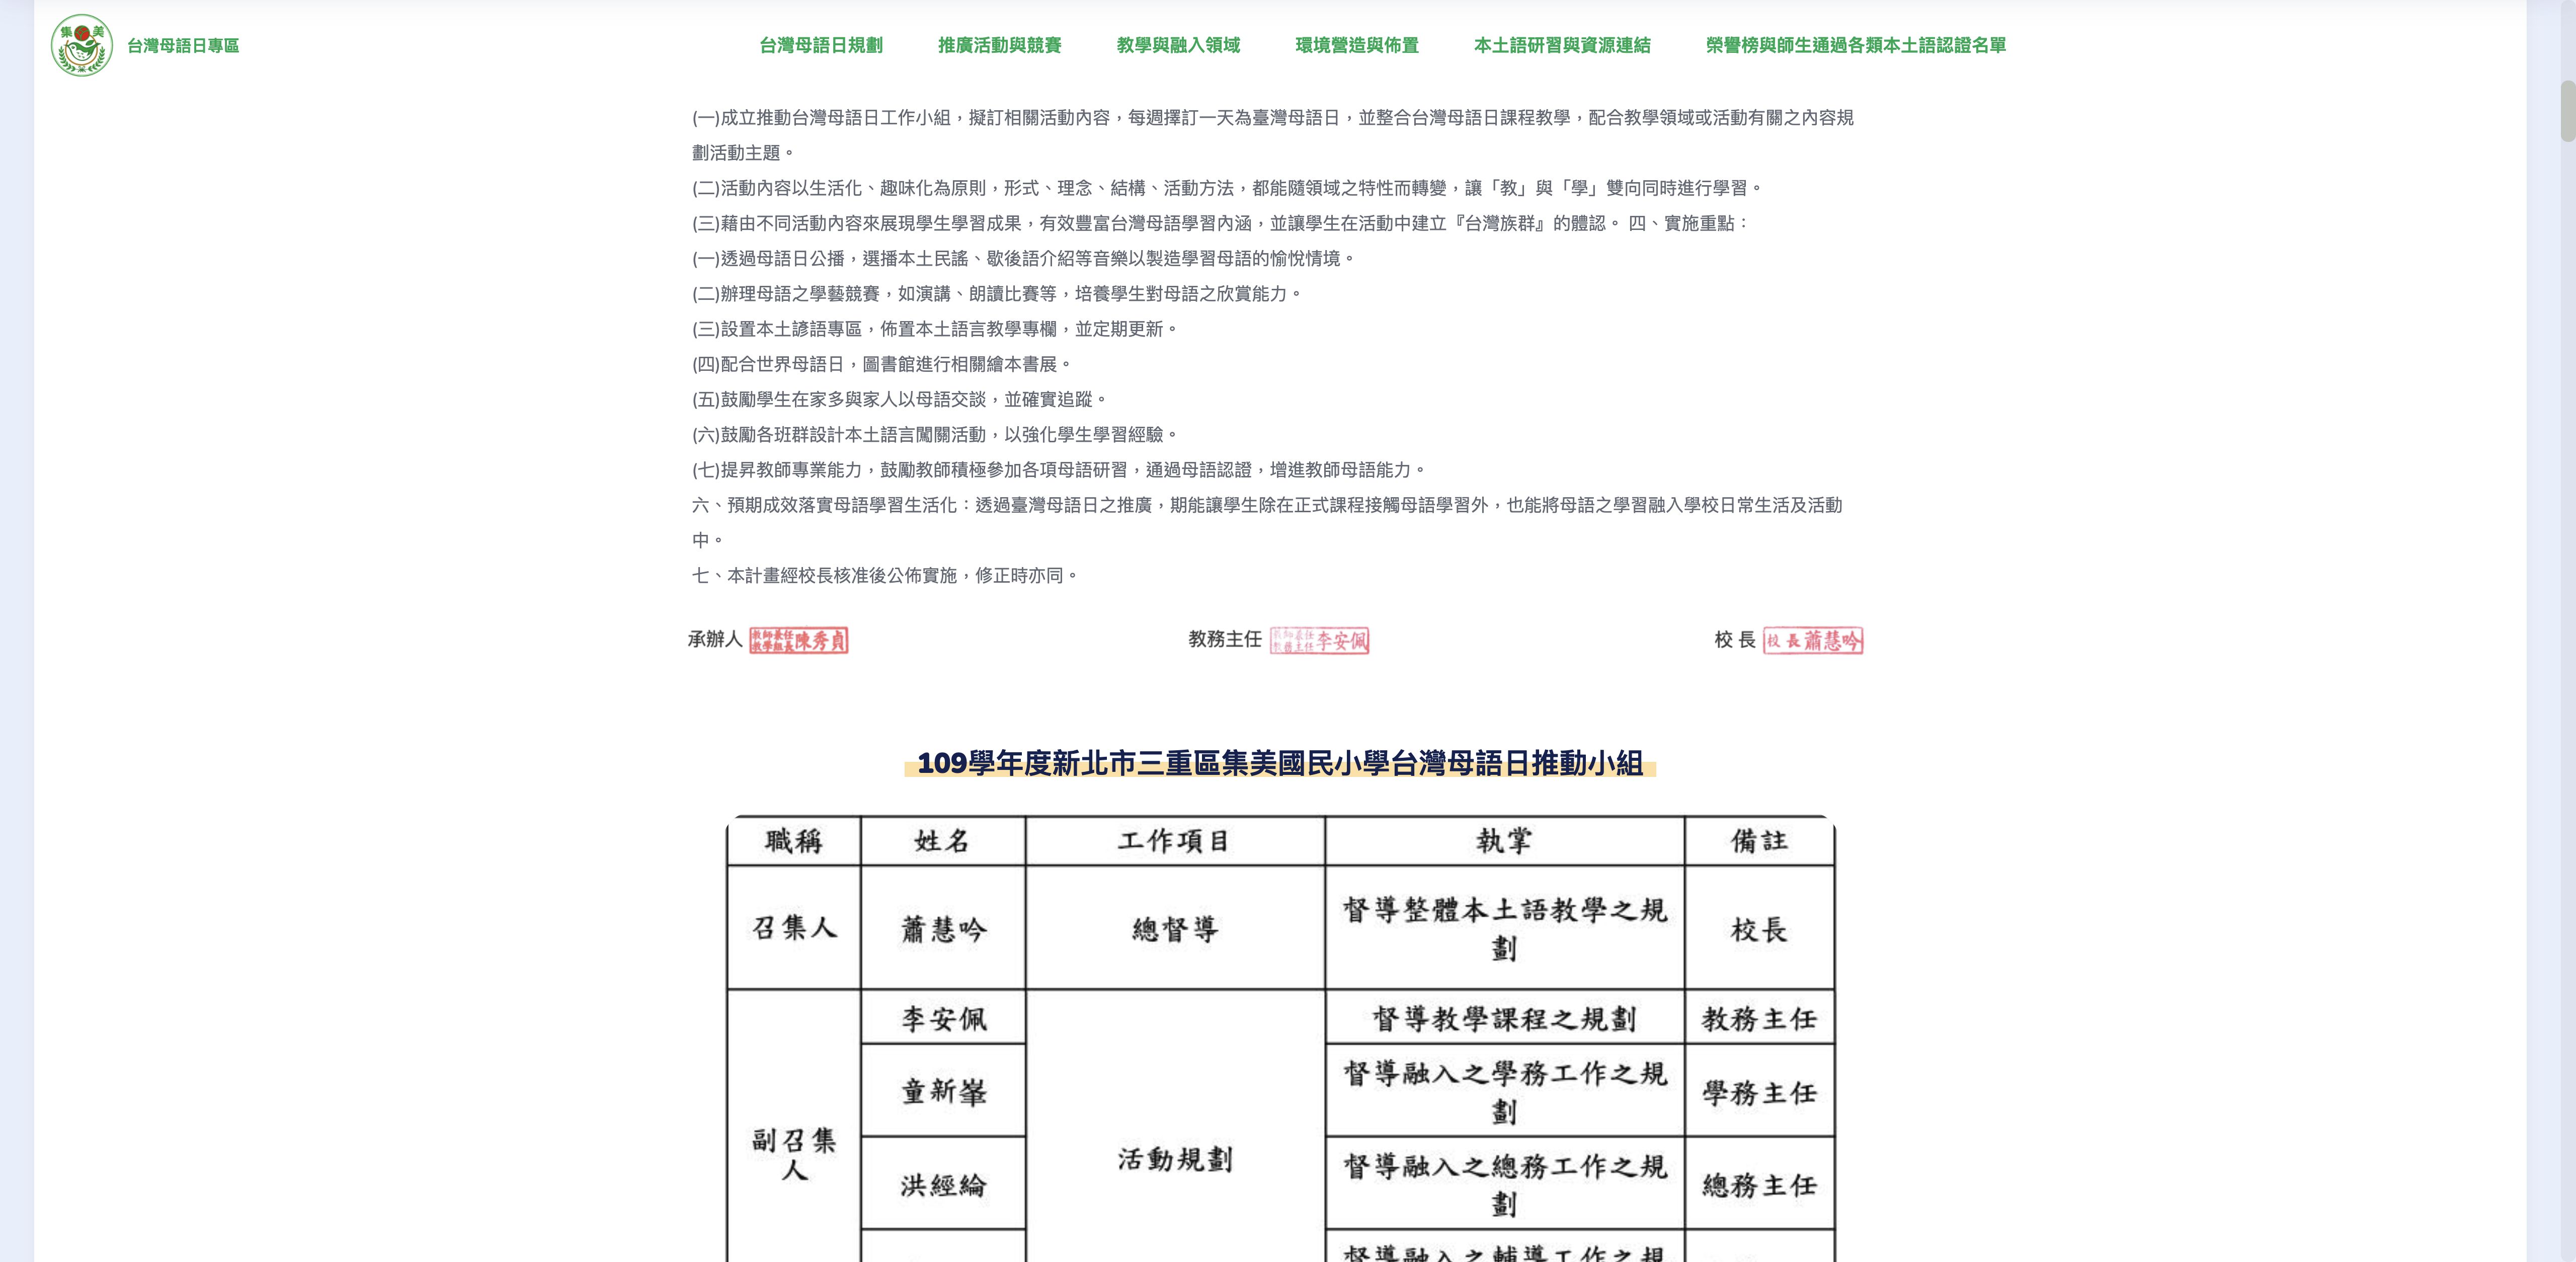 集 美
台灣母語日專區
台灣母語日規劃 推廣活動與競賽 教學與融入領域 環境營造與佈置 本土語研習與資源連結 榮譽榜與師生通過各類本土語認證名單
(一)成立推動台灣母語日工作小組，擬訂相關活動內容，每週擇訂一天為臺灣母語日，並整合台灣母語日課程教學，配合教學領域或活動有關之內容規
劃活動主題。
(二)活動內容以生活化、趣味化為原則，形式、理念、結構、活動方法，都能隨領域之特性而轉變，讓「教」與「學」雙向同時進行學習。
(三)藉由不同活動內容來展現學生學習成果，有效豐富台灣母語學習內涵，並讓學生在活動中建立『台灣族群』的體認。 四、實施重點：
(一)透過母語日公播，選播本土民謠、歇後語介紹等音樂以製造學習母語的愉悅情境。
(二)辦理母語之學藝競賽，如演講、朗讀比賽等，培養學生對母語之欣賞能力。
(三)設置本土諺語專區，佈置本土語言教學專欄，並定期更新。
(四)配合世界母語日，圖書館進行相關繪本書展。
(五)鼓勵學生在家多與家人以母語交談，並確實追蹤。
(六)鼓勵各班群設計本土語言闖關活動，以強化學生學習經驗。
(七)提昇教師專業能力，鼓勵教師積極參加各項母語研習，通過母語認證，增進教師母語能力。
六、預期成效落實母語學習生活化：透過臺灣母語日之推廣，期能讓學生除在正式課程接觸母語學習外，也能將母語之學習融入學校日常生活及活動
中。
七、本計畫經校長核准後公佈實施，修正時亦同。
承辦人 教師兼任教學組長陳秀貞 教務主任 教師兼任教務主任李安佩 校 長 校長蕭慧吟
109學年度新北市三重區集美國民小學台灣母語日推動小組
職稱 姓名 工作項目 執掌 備註
召集人 蕭慧吟 總督導 督導整體本土語教學之規
劃 校長
副召集
人 活動規劃
李安佩 督導教學課程之規劃 教務主任
童新峯 督導融入之學務工作之規
劃 學務主任
洪經綸 督導融入之總務工作之規
劃 總務主任
督導融入之輔導工作之規